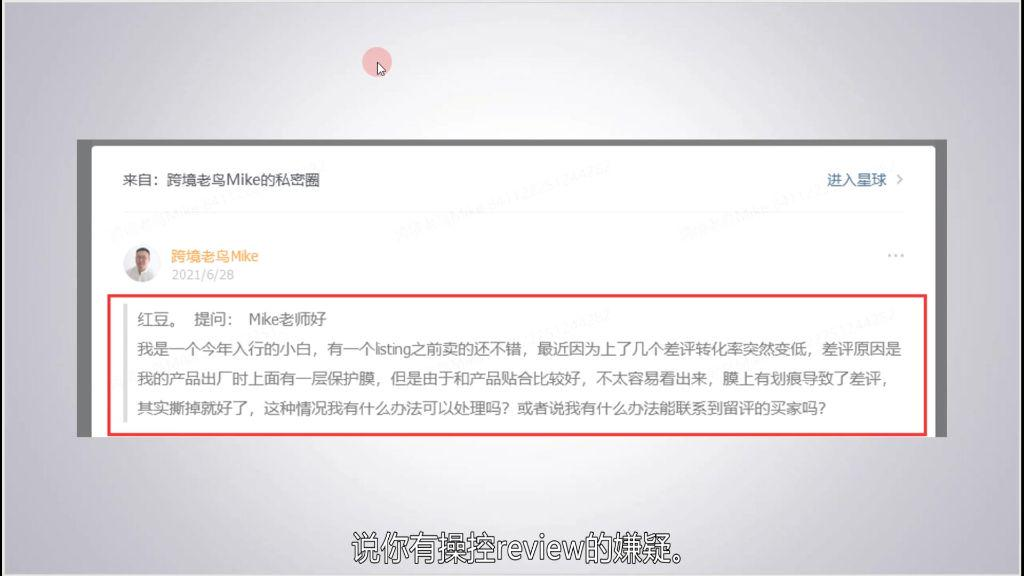 来自：跨境老鸟Mike的私密圈
进入星球 >
跨境老鸟Mike
2021/6/28
红豆。 提问： Mike老师好
我是一个今年入行的小白，有一个listing之前卖的还不错，最近因为上了几个差评转化率突然变低，差评原因是
我的产品出厂时上面有一层保护膜，但是由于和产品贴合比较好，不太容易看出来，膜上有划痕导致了差评，
其实撕掉就好了，这种情况我有什么办法可以处理吗？或者说我有什么办法能联系到留评的买家吗？
说你有操控review的嫌疑。